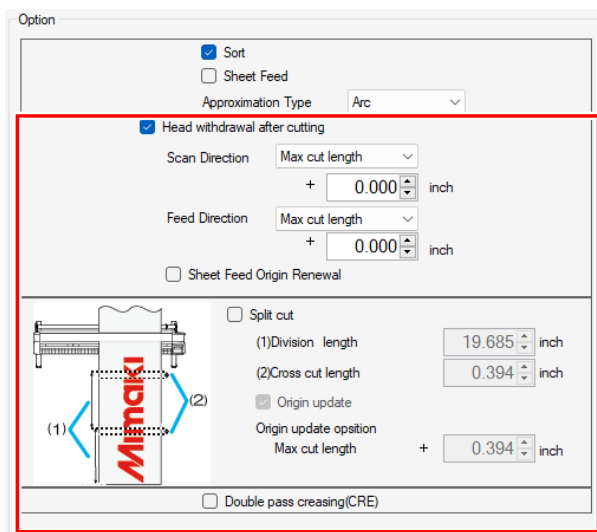 Option
Sort
Sheet Feed
Approximation Type Arc
Head withdrawal after cutting
Scan Direction Max cut length
+ 0.000 inch
Feed Direction Max cut length
+ 0.000 inch
Sheet Feed Origin Renewal
Split cut
(1)Division length 19.685 inch
(2)Cross cut length 0.394 inch
Origin update
Origin update opsition
Max cut length + 0.394 inch
(1)
(2)
Mimaki
Double pass creasing(CRE)